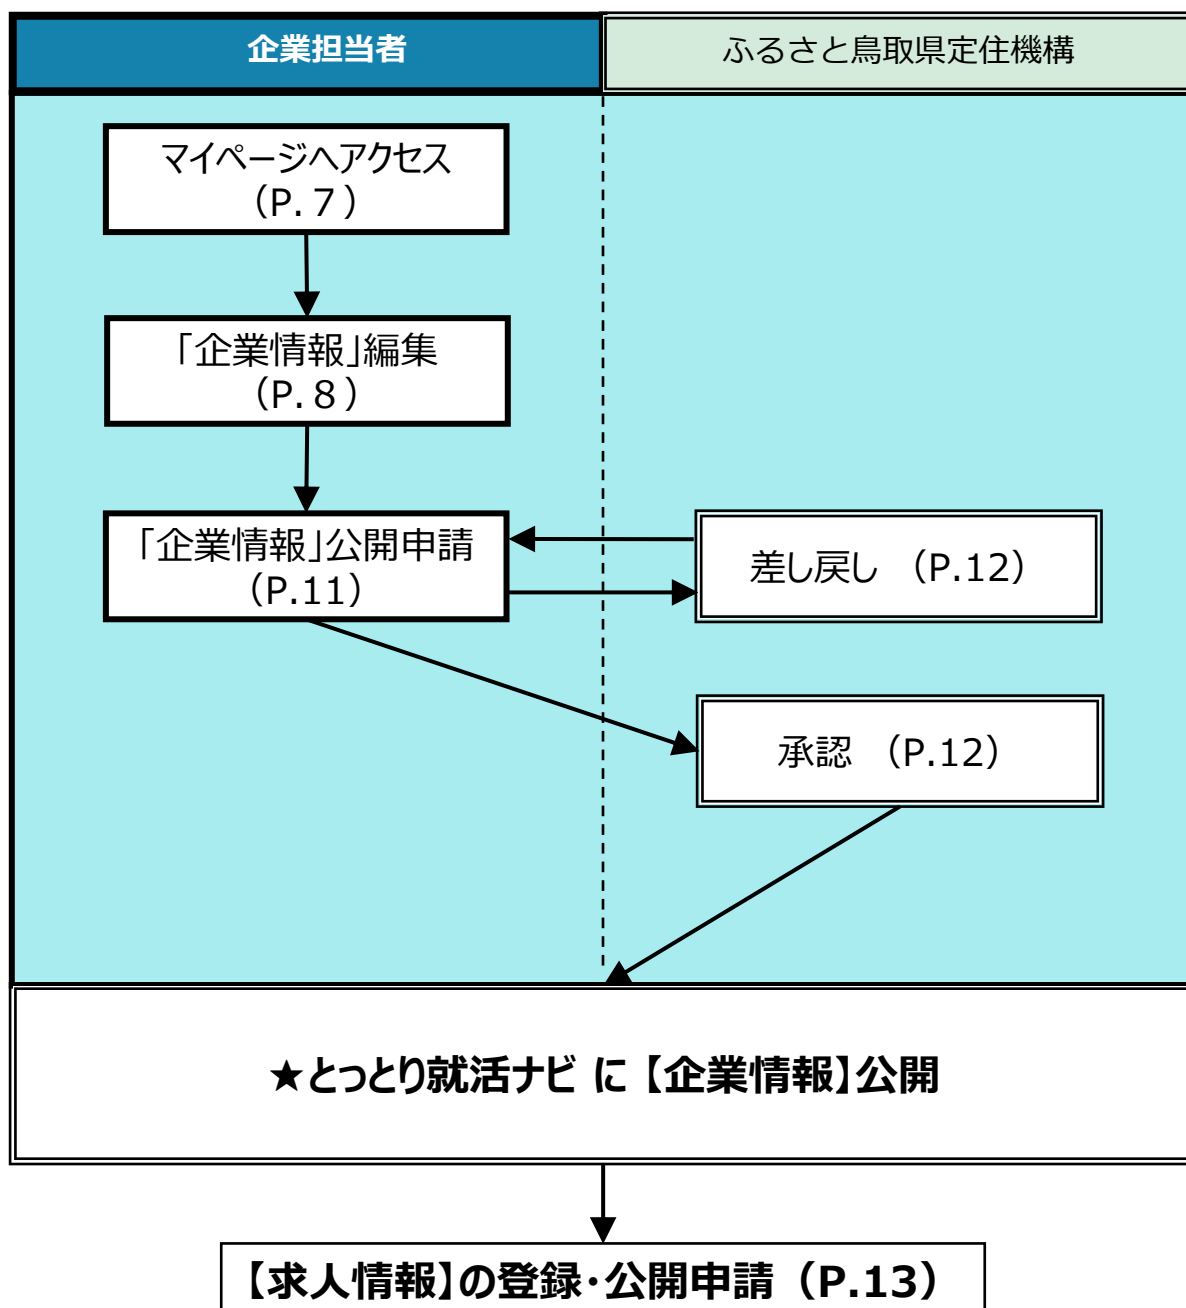 企業担当者
ふるさと鳥取県定住機構
マイページへアクセス
（P.７）
「企業情報」編集
（P.８）
「企業情報」公開申請
（P.11）
差し戻し （P.12）
承認 （P.12）
★とっとり就活ナビ に 【企業情報】公開
【求人情報】の登録・公開申請（P.13）